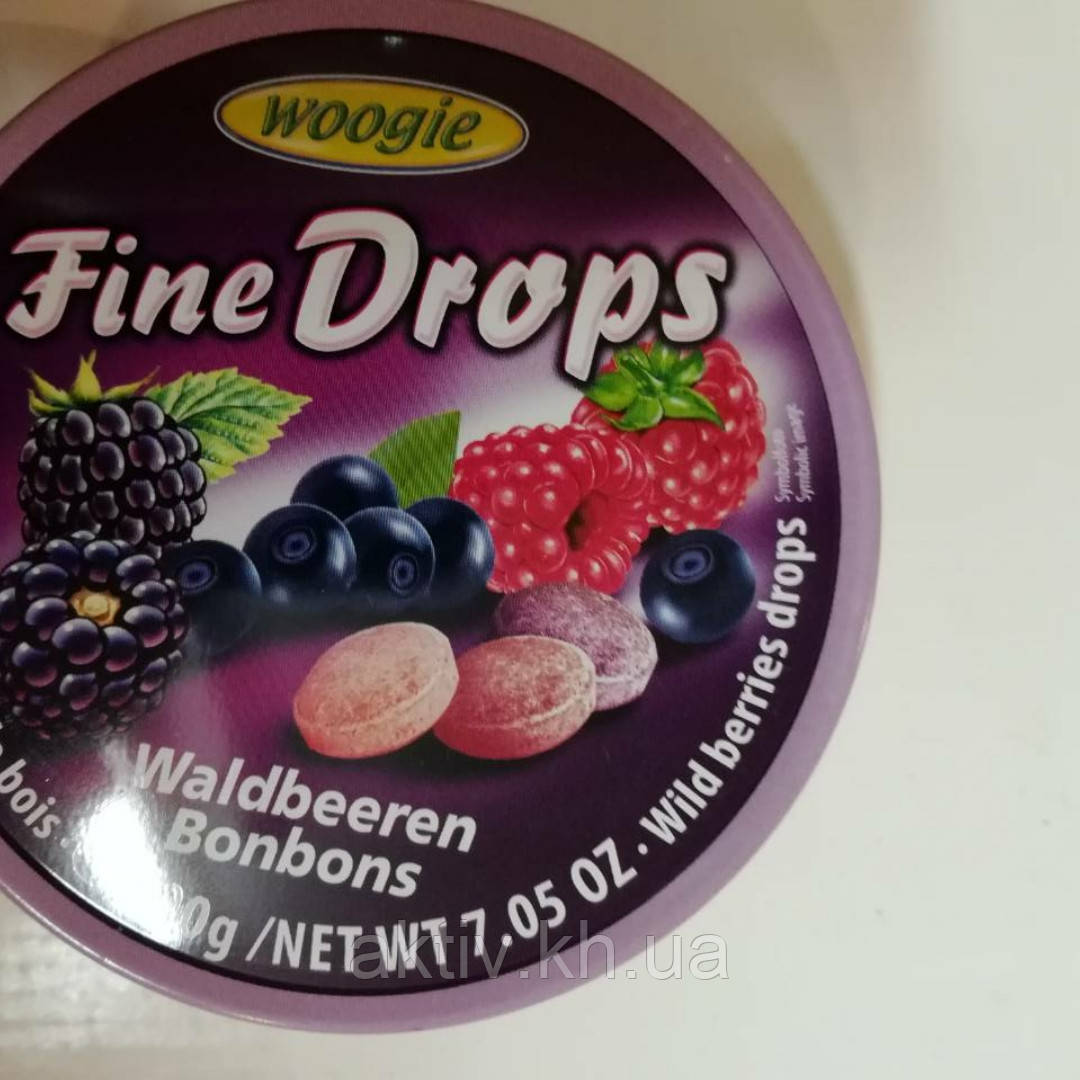 woogie
Fine Drops
Symbolfoto
Symbolic image
Waldbeeren
Bonbons
bois · 0g / NET WT 7.05 OZ · Wild berries drops
aktiv.kh.ua